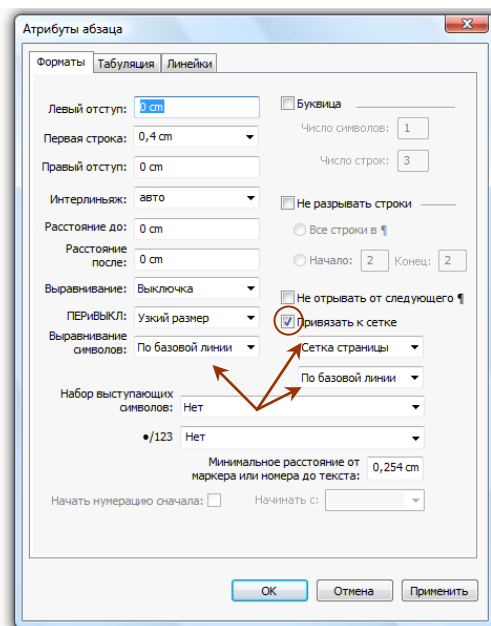 Атрибуты абзаца
Форматы Табуляция Линейки
Левый отступ: 0 cm
Первая строка: 0,4 cm
Правый отступ: 0 cm
Интерлиньяж: авто
Расстояние до: 0 cm
Расстояние
после: 0 cm
Выравнивание: Выключка
ПЕРиВЫКЛ: Узкий размер
Выравнивание
символов: По базовой линии
Буквица
Число символов: 1
Число строк: 3
Не разрывать строки
Все строки в ¶
Начало: 2 Конец: 2
Не отрывать от следующего ¶
Привязать к сетке
Сетка страницы
По базовой линии
Набор выступающих
символов: Нет
•/123 Нет
Минимальное расстояние от
маркера или номера до текста: 0,254 cm
Начать нумерацию сначала: Начинать с:
OK Отмена Применить